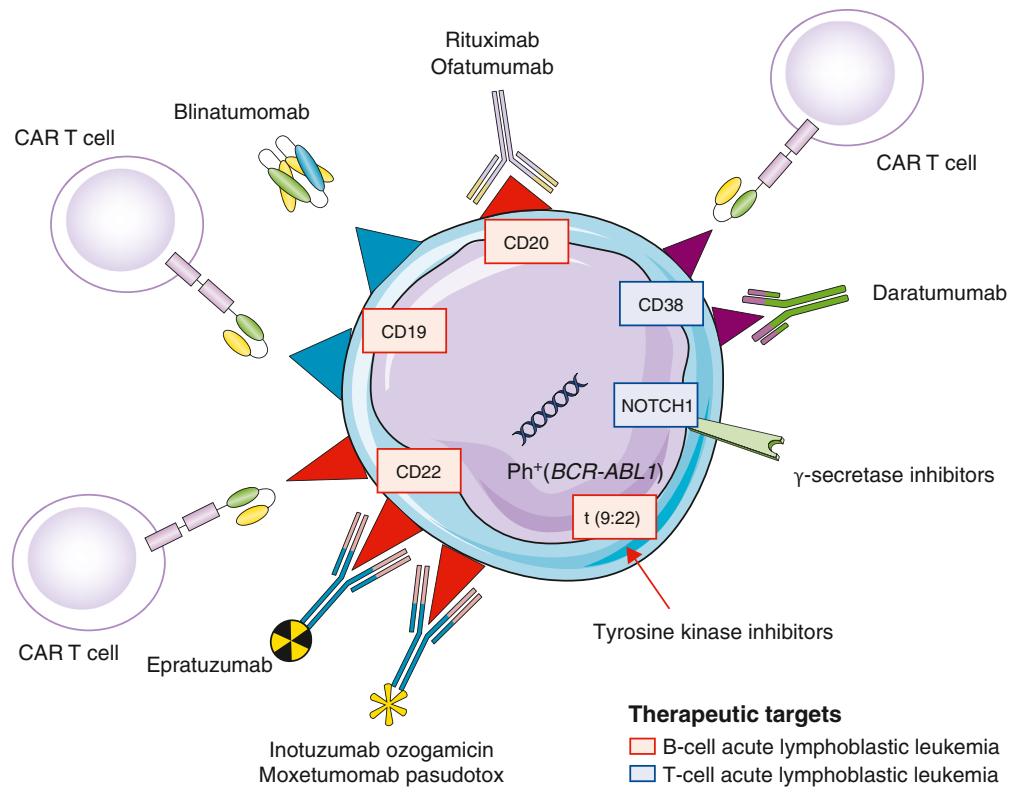 Rituximab
Ofatumumab
Blinatumomab
CAR T cell
CAR T cell
CD20
CD38
Daratumumab
CD19
NOTCH1
CD22
Ph⁺(BCR-ABL1)
γ-secretase inhibitors
t (9:22)
Tyrosine kinase inhibitors
CAR T cell
Epratuzumab
Inotuzumab ozogamicin
Moxetumomab pasudotox
Therapeutic targets
B-cell acute lymphoblastic leukemia
T-cell acute lymphoblastic leukemia